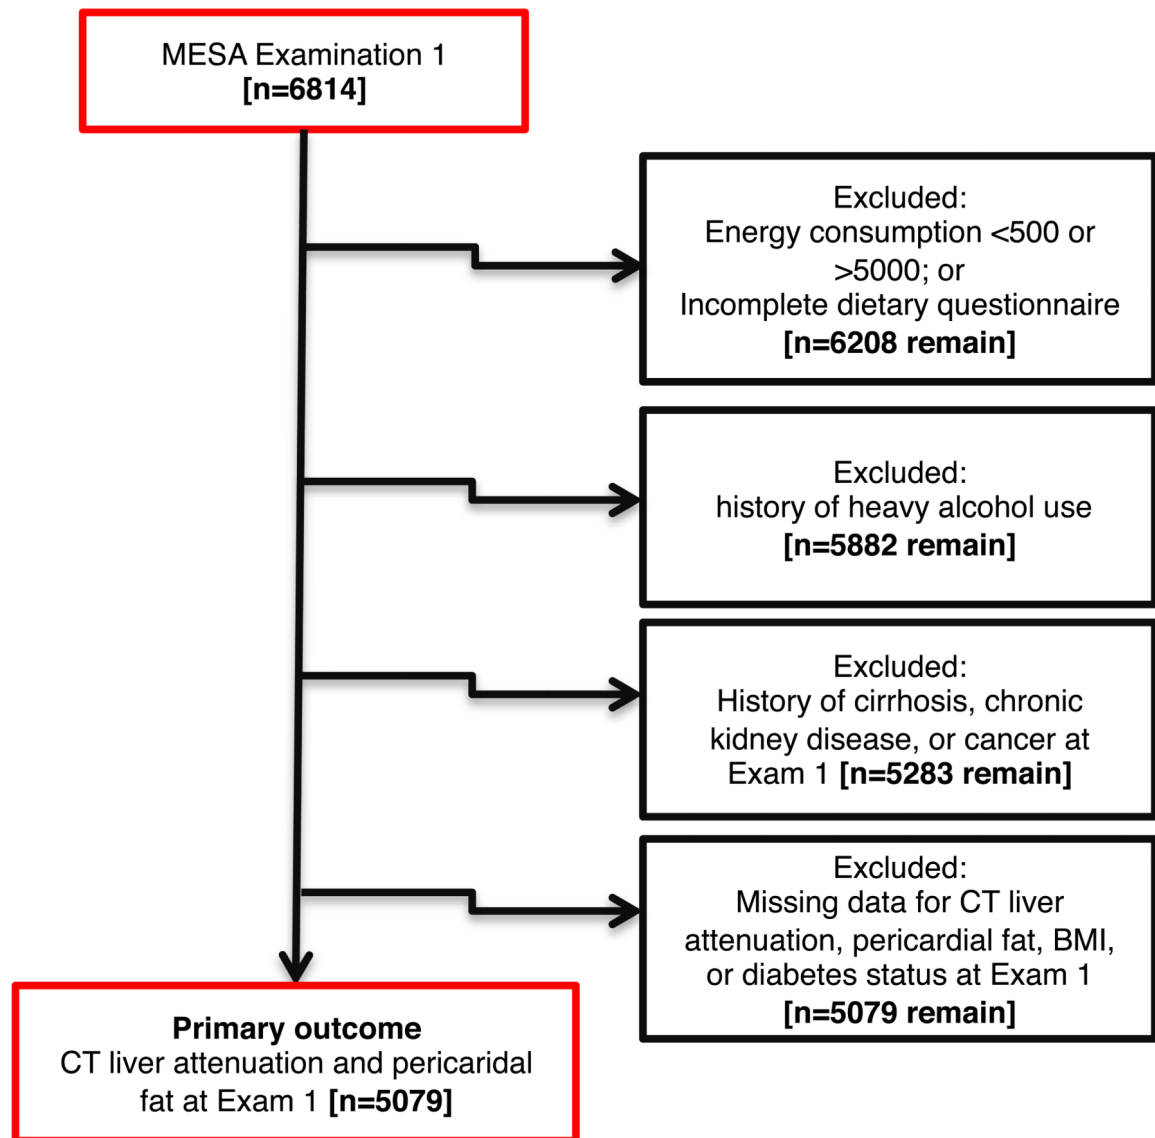 MESA Examination 1
[n=6814]
Excluded:
Energy consumption <500 or
>5000; or
Incomplete dietary questionnaire
[n=6208 remain]
Excluded:
history of heavy alcohol use
[n=5882 remain]
Excluded:
History of cirrhosis, chronic
kidney disease, or cancer at
Exam 1 [n=5283 remain]
Excluded:
Missing data for CT liver
attenuation, pericardial fat, BMI,
or diabetes status at Exam 1
[n=5079 remain]
Primary outcome
CT liver attenuation and pericaridal
fat at Exam 1 [n=5079]